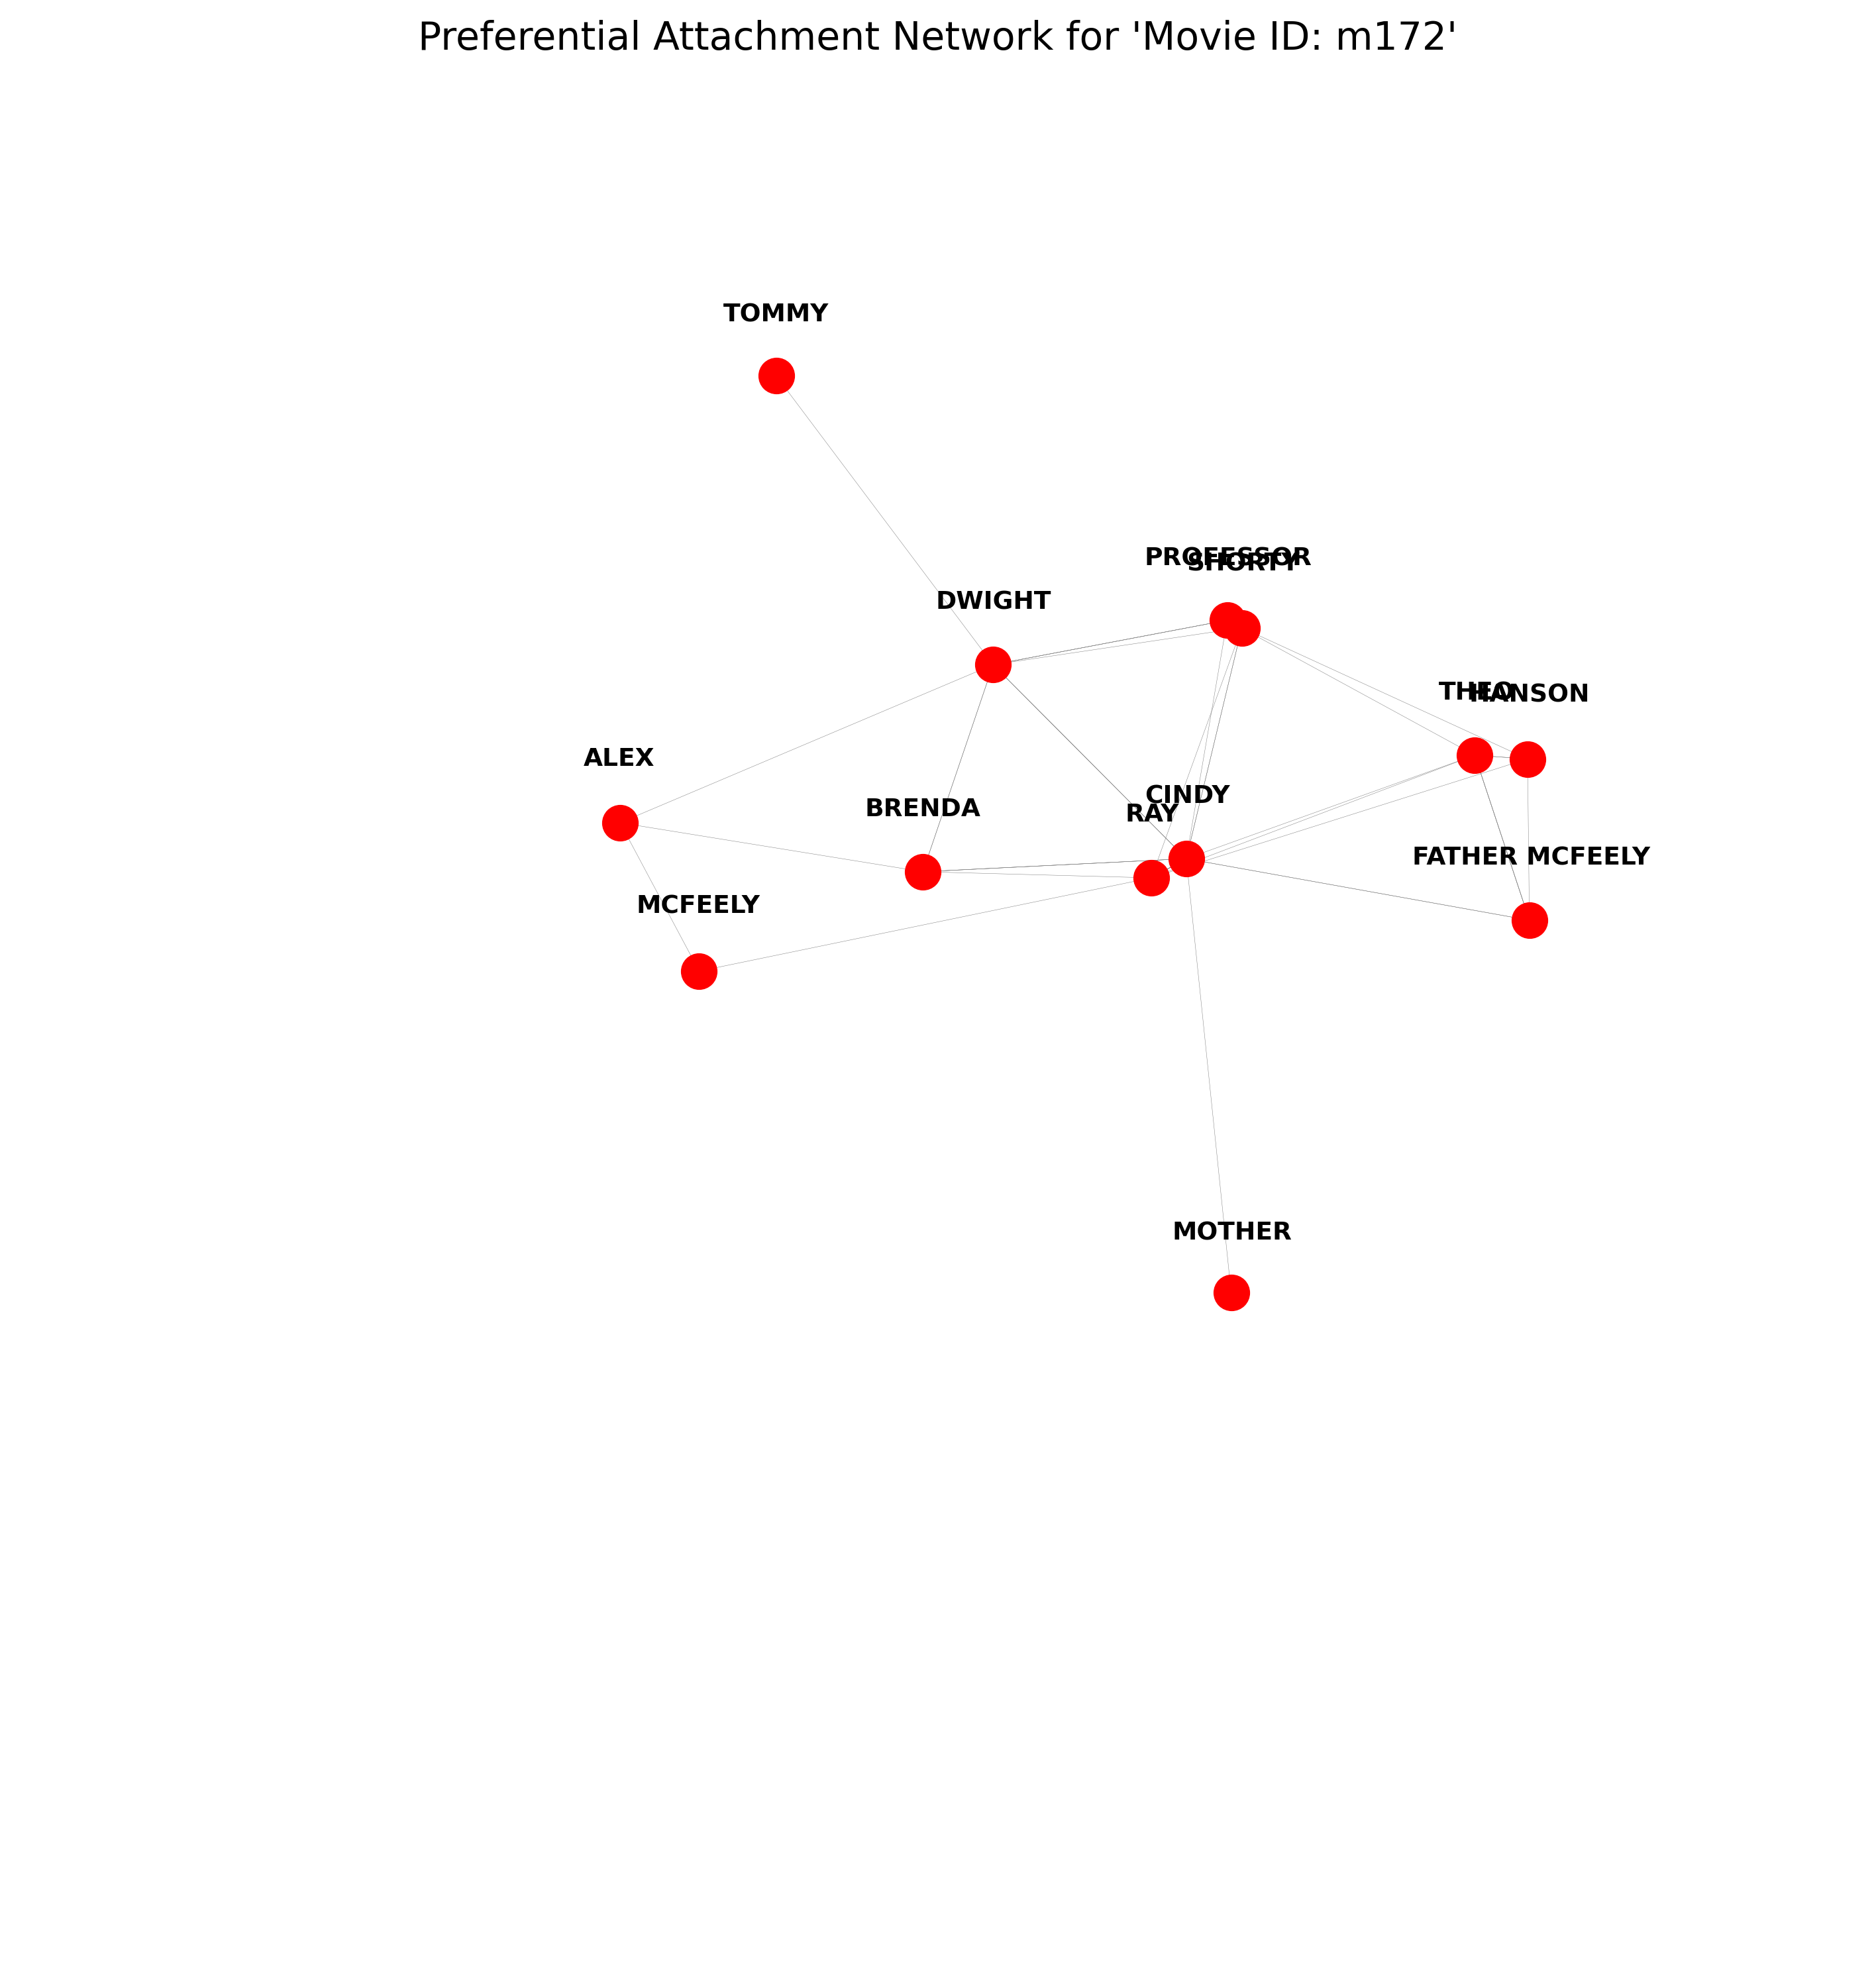 Preferential Attachment Network for 'Movie ID: m172'
TOMMY
PROFESSOR
SHORTY
DWIGHT
THEO
HANSON
ALEX
CINDY
BRENDA
RAY
FATHER MCFEELY
MCFEELY
MOTHER